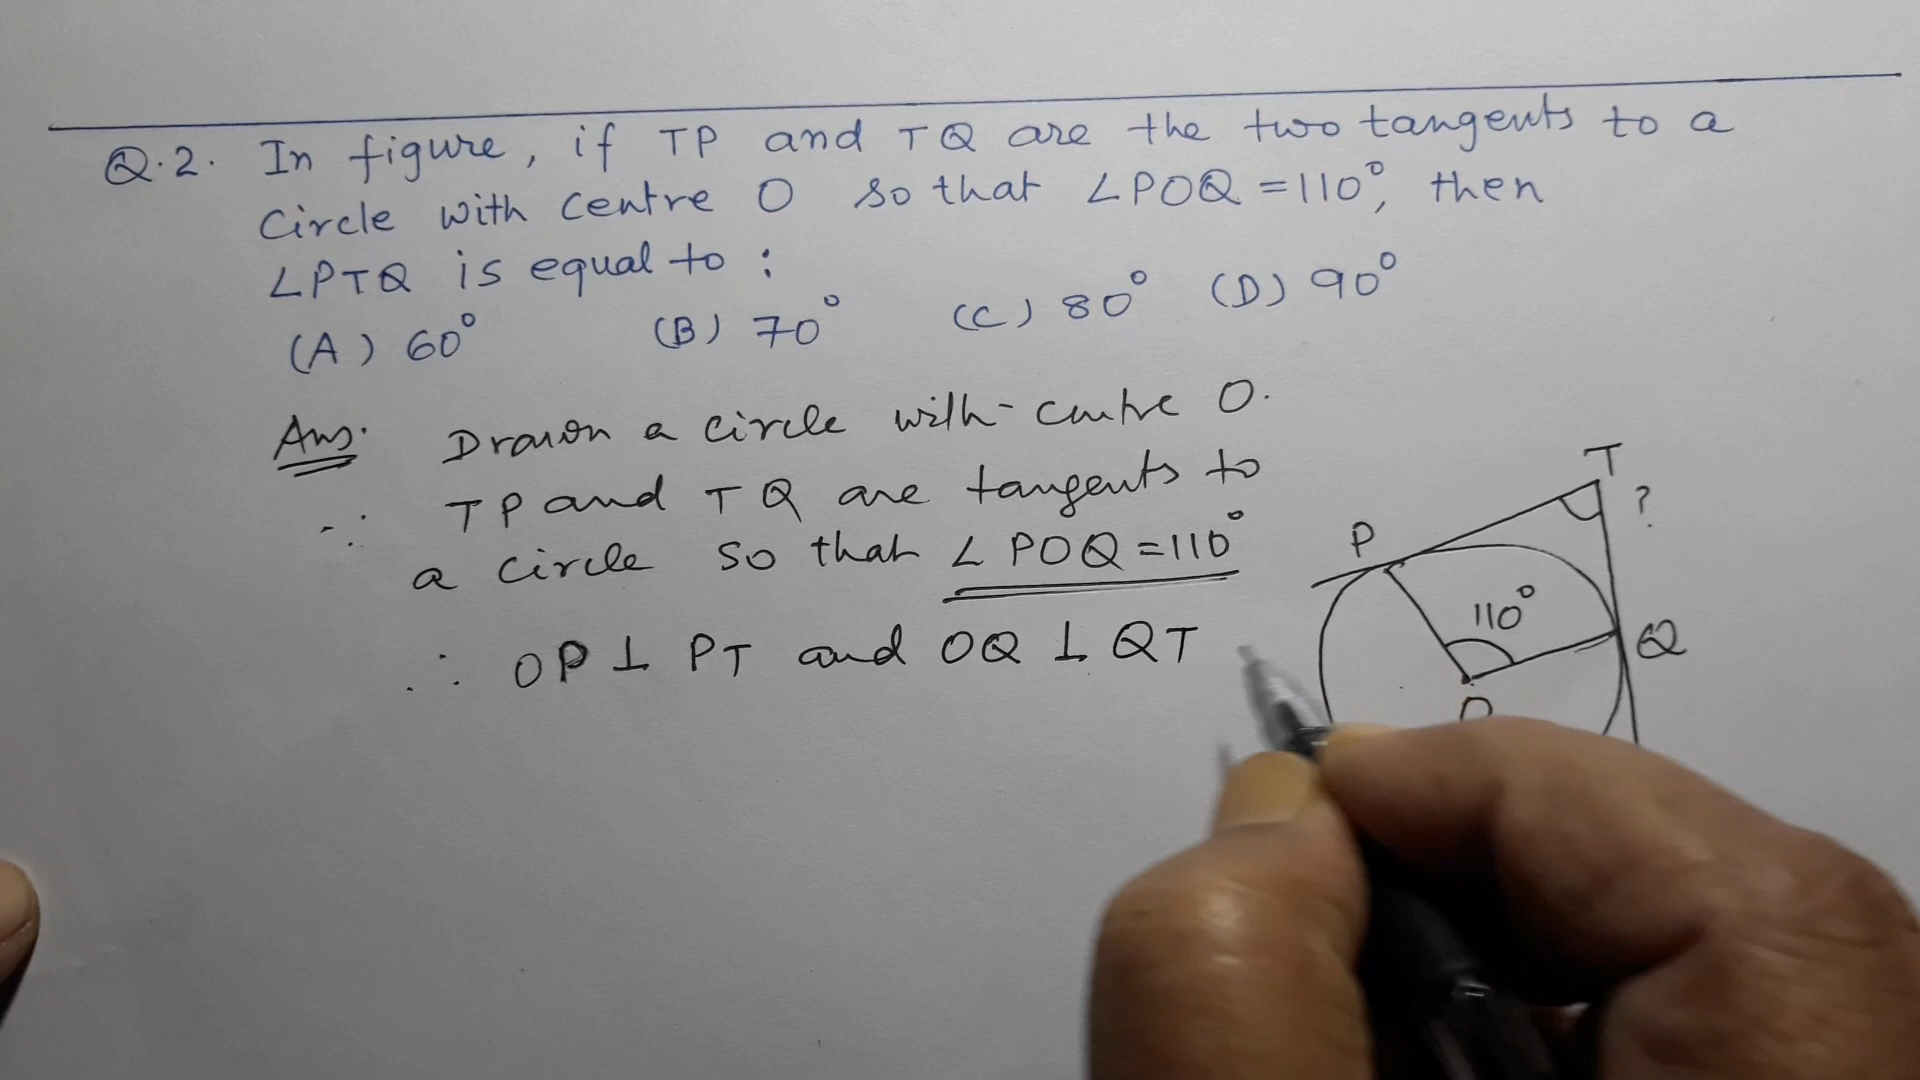 Q.2. In figure, if TP and TQ are the two tangents to a
Circle with centre O so that ∠POQ = 110°, then
∠PTQ is equal to :
(A) 60° (B) 70° (C) 80° (D) 90°
Ans. Drawn a circle with centre O.
∵ TP and TQ are tangents to
a circle so that ∠POQ = 110°
∴ OP ⊥ PT and OQ ⊥ QT
T
?
P
110°
Q
O